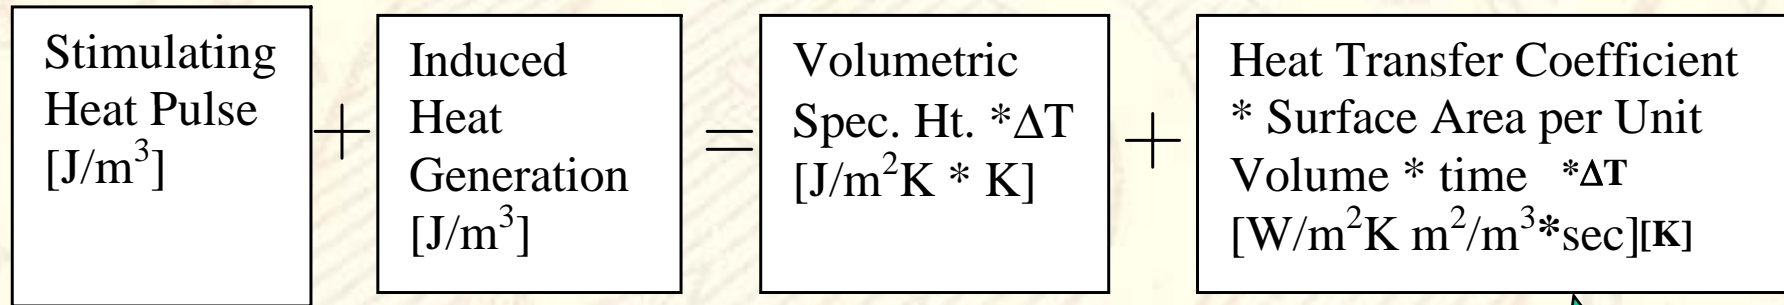 Stimulating
Heat Pulse
[J/m³]
+
Induced
Heat
Generation
[J/m³]
=
Volumetric
Spec. Ht. *ΔT
[J/m²K * K]
+
Heat Transfer Coefficient
* Surface Area per Unit
Volume * time *ΔT
[W/m²K m²/m³*sec][K]